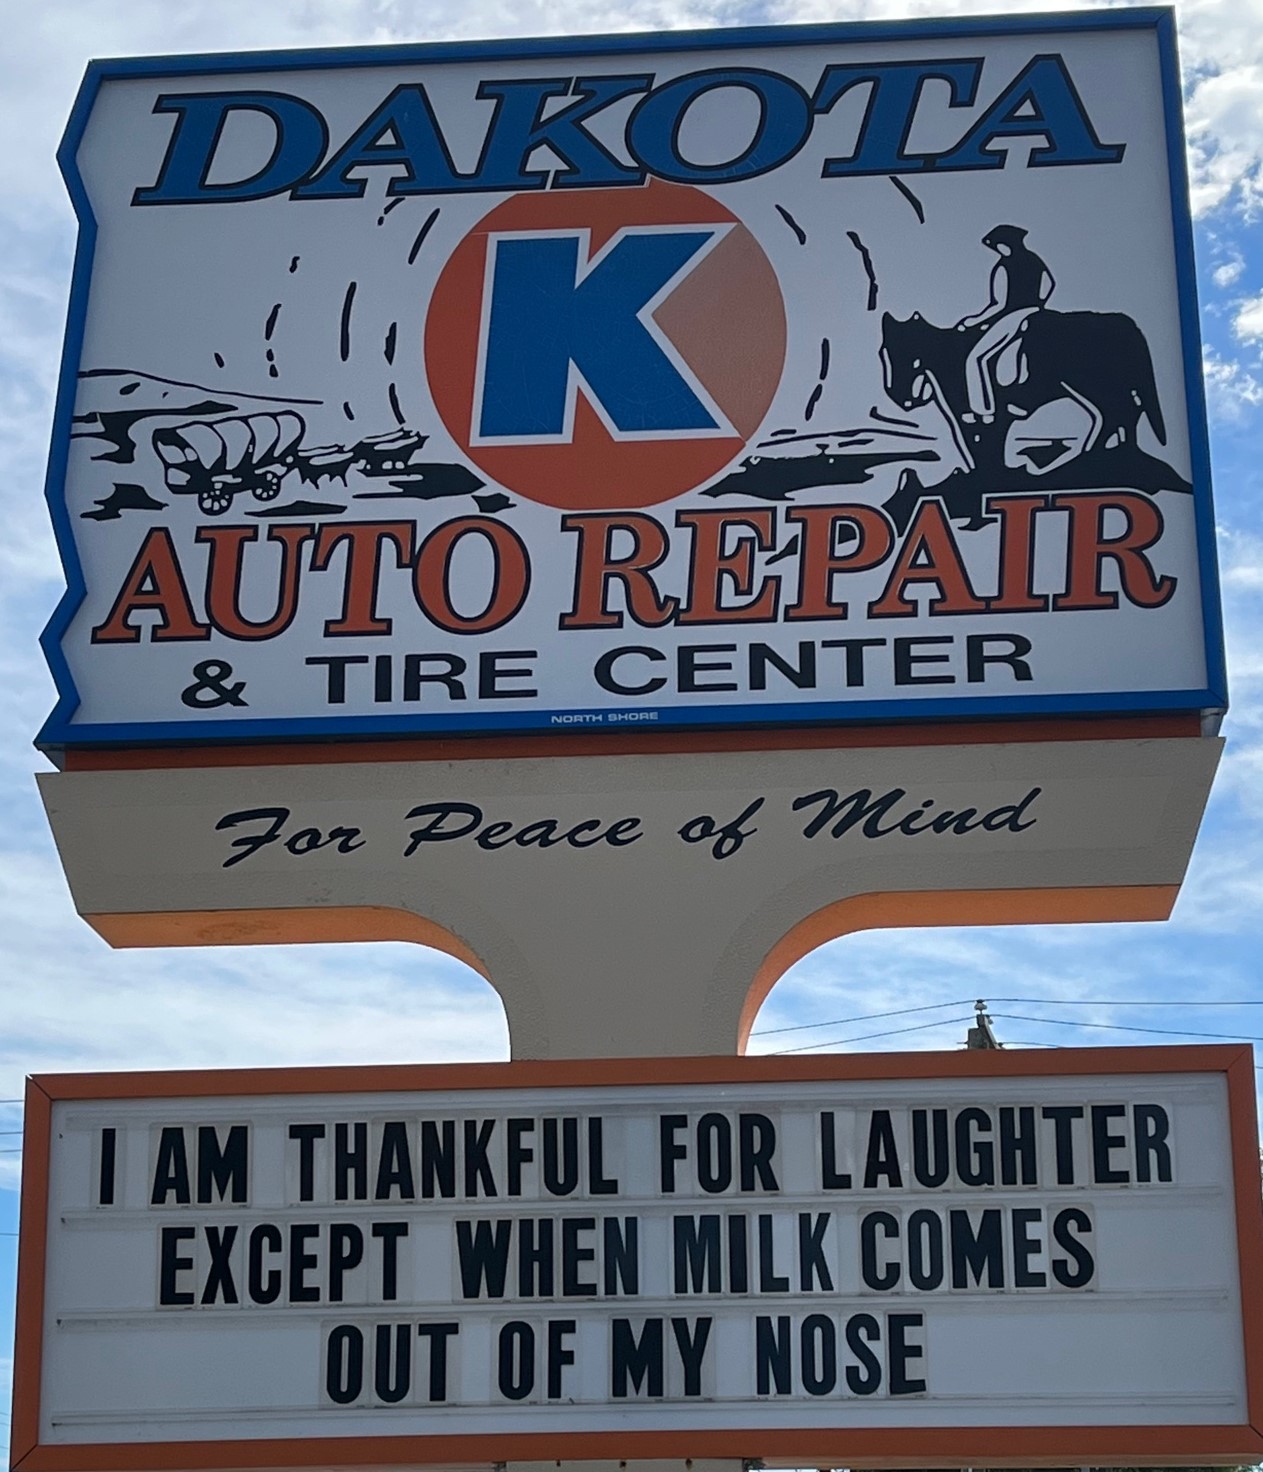 DAKOTA
K
AUTO REPAIR
& TIRE CENTER
NORTH SHORE
For Peace of Mind
I AM THANKFUL FOR LAUGHTER
EXCEPT WHEN MILK COMES
OUT OF MY NOSE